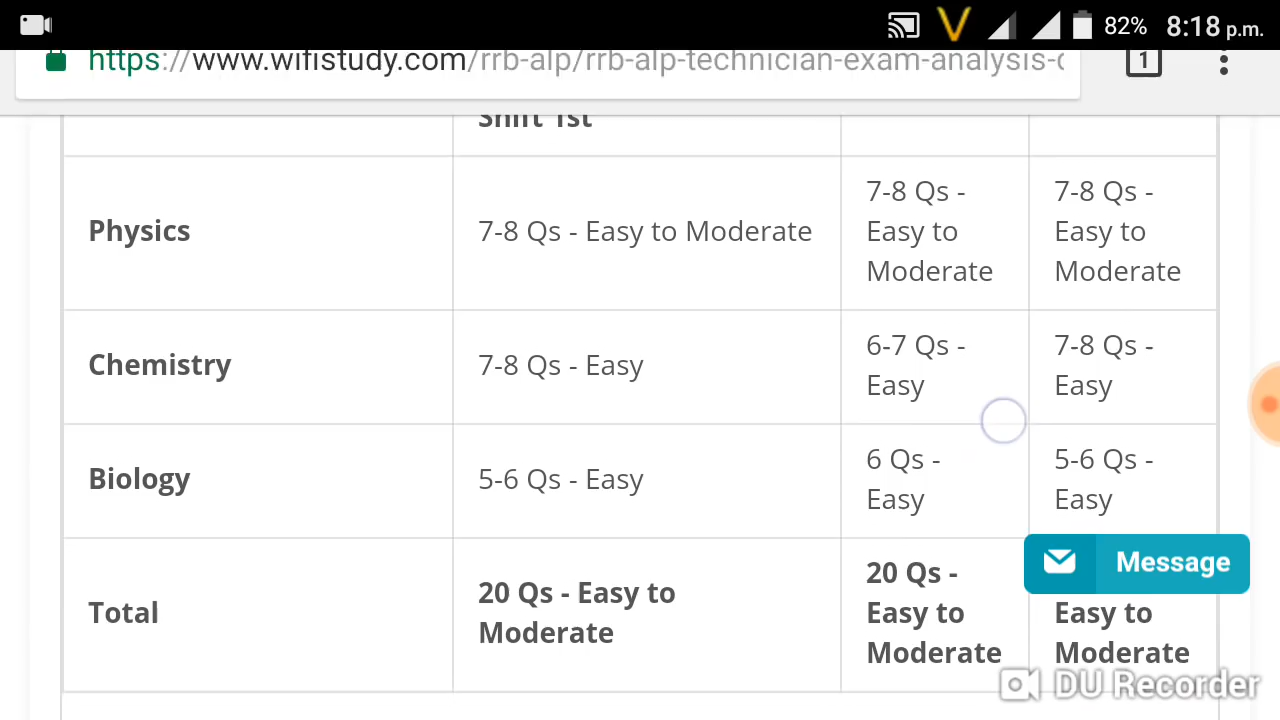 82% 8:18 p.m.
https://www.wifistudy.com/rrb-alp/rrb-alp-technician-exam-analysis-
1
Shift 1st
Physics
7-8 Qs - Easy to Moderate
7-8 Qs -
Easy to
Moderate
7-8 Qs -
Easy to
Moderate
Chemistry
7-8 Qs - Easy
6-7 Qs -
Easy
7-8 Qs -
Easy
Biology
5-6 Qs - Easy
6 Qs -
Easy
5-6 Qs -
Easy
Total
20 Qs - Easy to
Moderate
20 Qs -
Easy to
Moderate
Easy to
Moderate
Message
DU Recorder